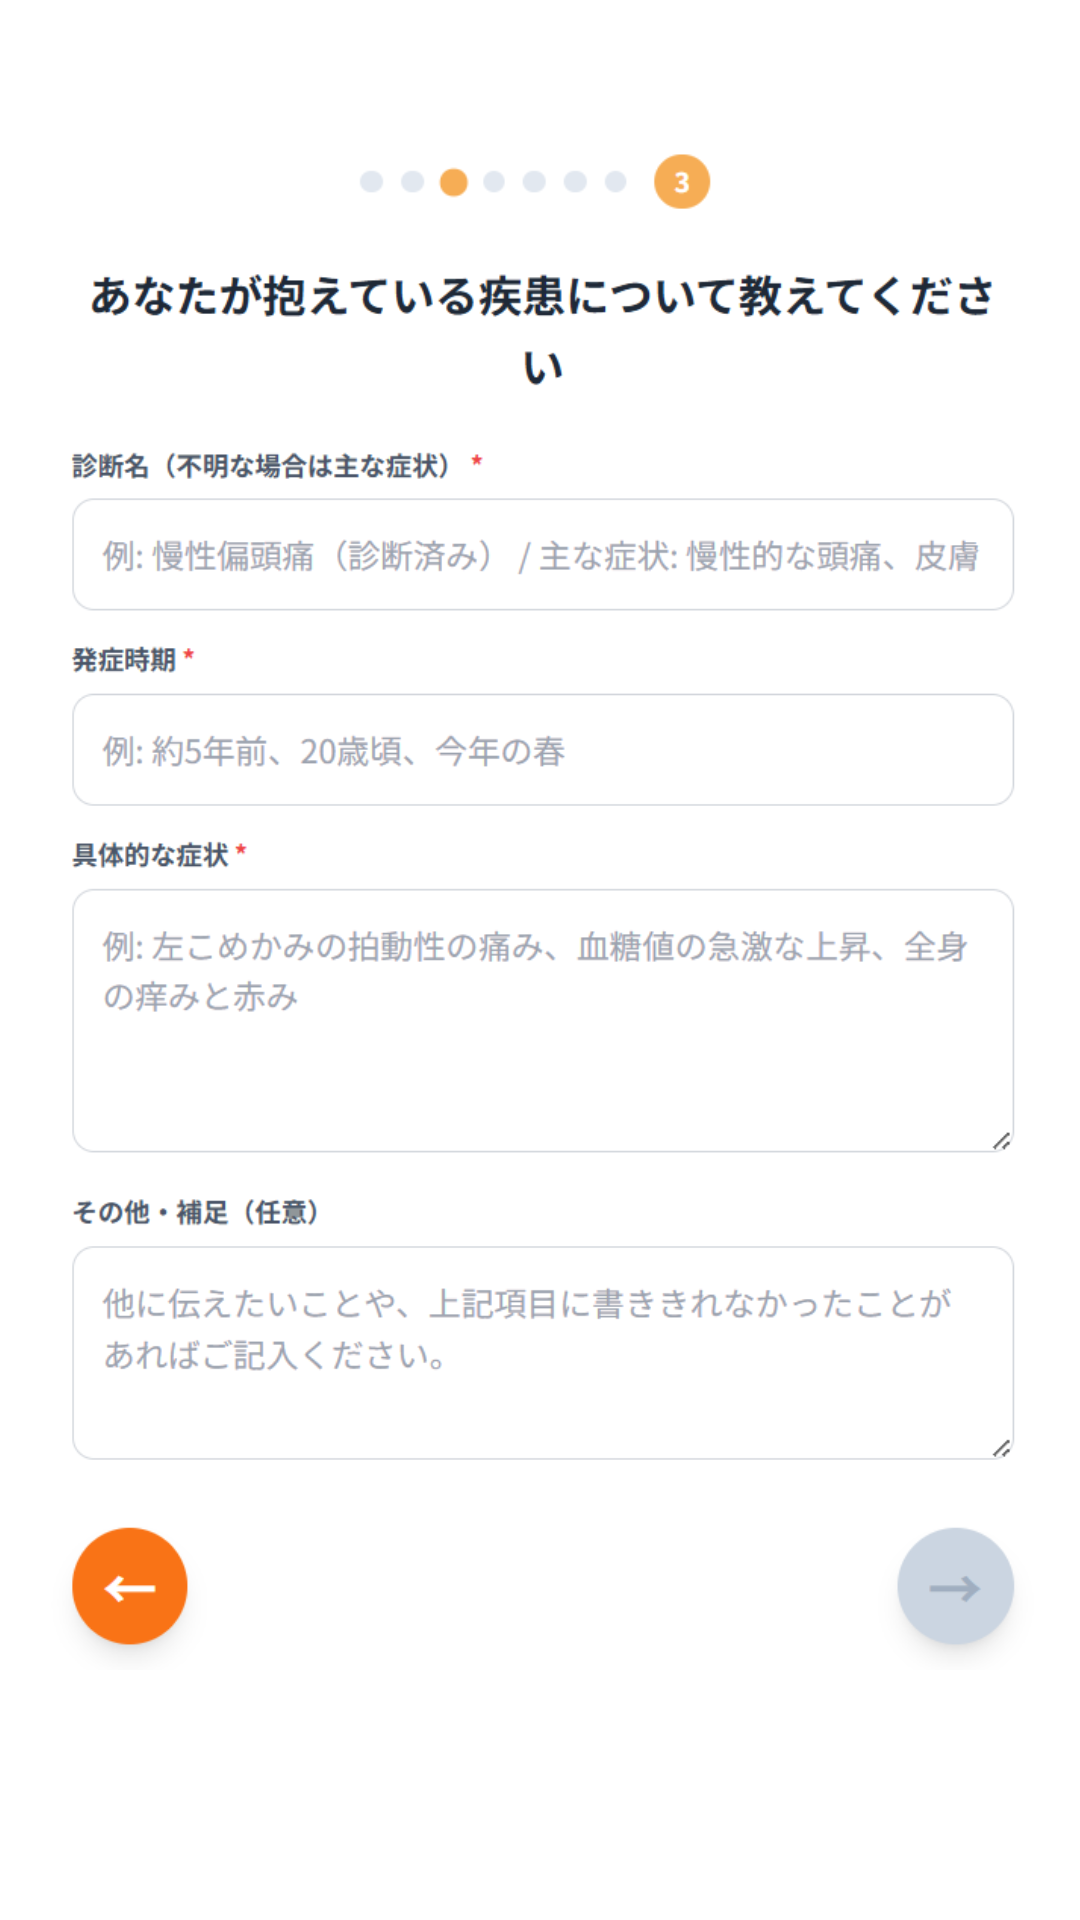 3
あなたが抱えている疾患について教えてくださ
い
診断名（不明な場合は主な症状） *
例: 慢性偏頭痛（診断済み） / 主な症状: 慢性的な頭痛、皮膚
発症時期 *
例: 約5年前、20歳頃、今年の春
具体的な症状 *
例: 左こめかみの拍動性の痛み、血糖値の急激な上昇、全身
の痒みと赤み
その他・補足（任意）
他に伝えたいことや、上記項目に書ききれなかったことが
あればご記入ください。
←
→